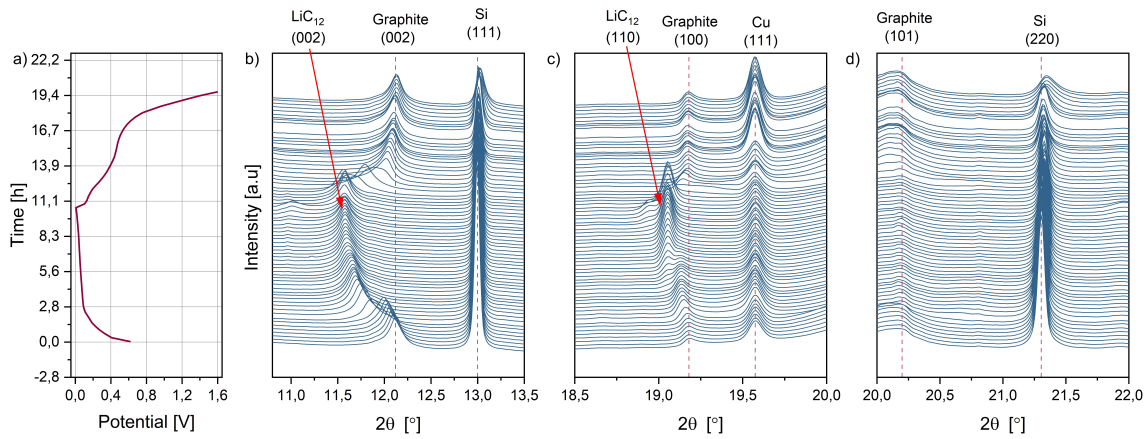 LiC₁₂
(002)
Graphite
(002)
Si
(111)
LiC₁₂
(110)
Graphite
(100)
Cu
(111)
Graphite
(101)
Si
(220)
a)
b)
c)
d)
22,2
19,4
16,7
13,9
11,1
8,3
5,6
2,8
0,0
-2,8
Time [h]
0,0 0,4 0,8 1,2 1,6
Potential [V]
Intensity [a.u]
11,0 11,5 12,0 12,5 13,0 13,5
2θ [°]
18,5 19,0 19,5 20,0
2θ [°]
20,0 20,5 21,0 21,5 22,0
2θ [°]